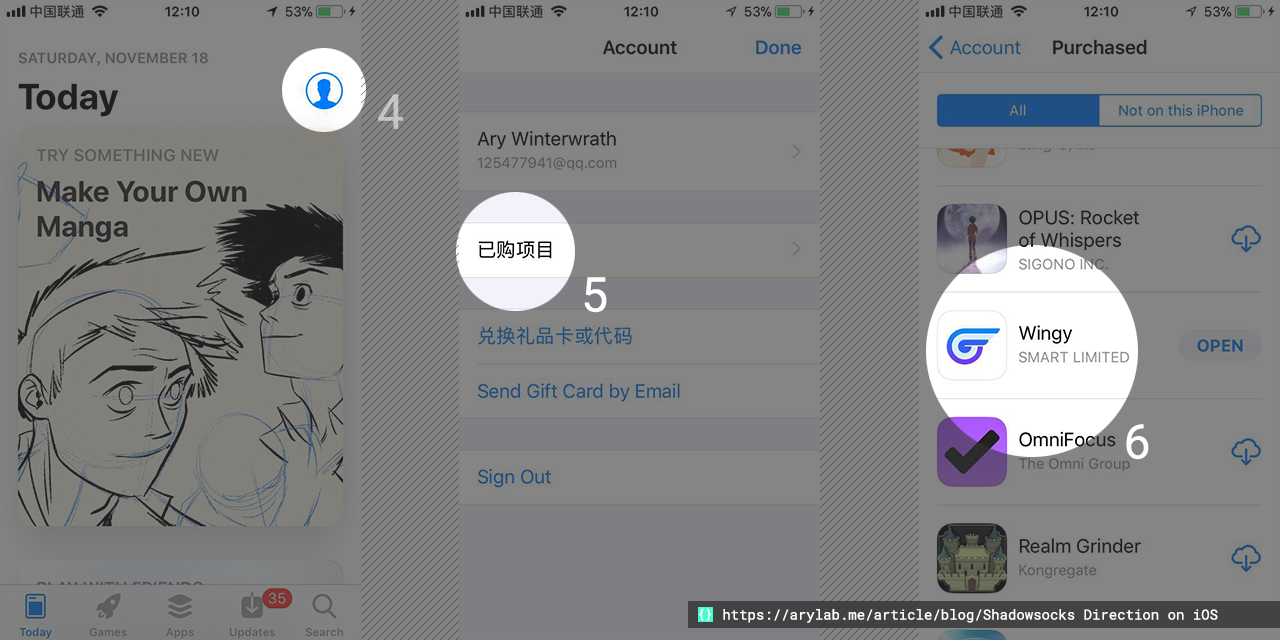 中国联通
12:10
53%
SATURDAY, NOVEMBER 18
Today
4
TRY SOMETHING NEW
Make Your Own
Manga
PLAY WITH FRIENDS
35
Today
Games
Apps
Updates
Search
中国联通
12:10
53%
Account
Done
Ary Winterwrath
125477941@qq.com
已购项目
5
兑换礼品卡或代码
Send Gift Card by Email
Sign Out
中国联通
12:10
53%
Account
Purchased
All
Not on this iPhone
OPUS: Rocket
of Whispers
SIGONO INC.
Wingy
SMART LIMITED
OPEN
OmniFocus
The Omni Group
6
Realm Grinder
Kongregate
{} https://arylab.me/article/blog/Shadowsocks Direction on iOS